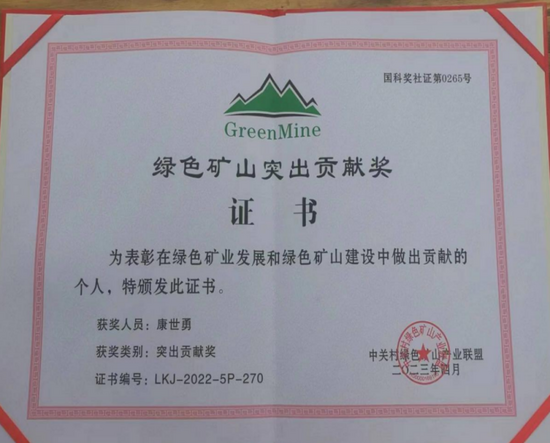 国科奖社证第0265号
GreenMine
绿色矿山突出贡献奖
证 书
为表彰在绿色矿业发展和绿色矿山建设中做出贡献的
个人，特颁发此证书。
获奖人员：康世勇
获奖类别：突出贡献奖
证书编号：LKJ-2022-5P-270
中关村绿色矿山产业联盟
二〇二三年四月